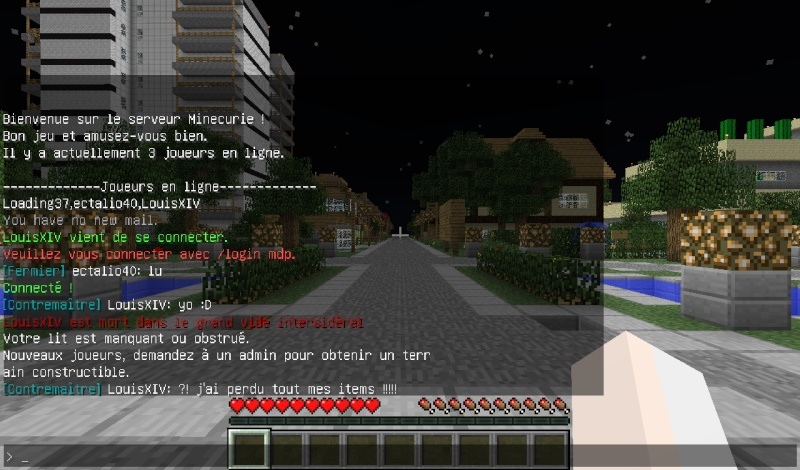 Bienvenue sur le serveur Minecurie !
Bon jeu et amusez-vous bien.
Il y a actuellement 3 joueurs en ligne.
-------------Joueurs en ligne-------------
Loading37,ectalio40,LouisXIV
You have no new mail.
LouisXIV vient de se connecter.
Veuillez vous connecter avec /login mdp.
[Fermier] ectalio40: lu
Connecté !
[Contremaître] LouisXIV: yo :D
LouisXIV est mort dans le grand vide intersidéral
Votre lit est manquant ou obstrué.
Nouveaux joueurs, demandez à un admin pour obtenir un terr
ain constructible.
[Contremaître] LouisXIV: ?! j'ai perdu tout mes items !!!!!
> _